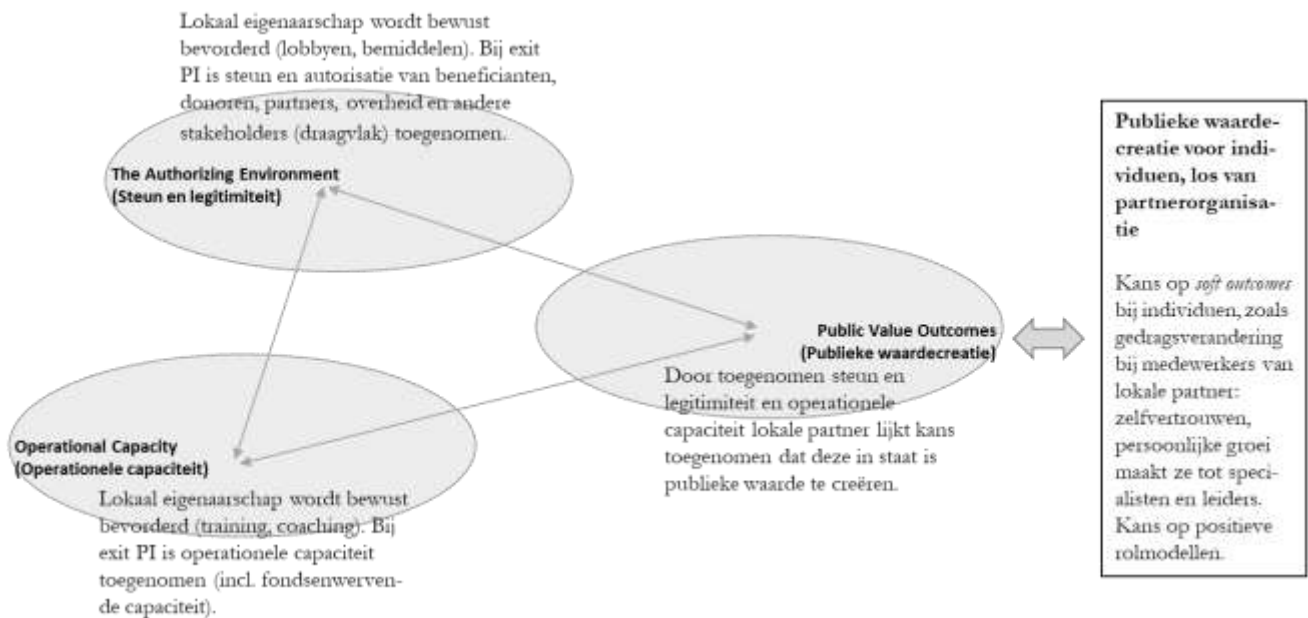 Lokaal eigenaarschap wordt bewust
bevorderd (lobbyen, bemiddelen). Bij exit
PI is steun en autorisatie van beneficianten,
donoren, partners, overheid en andere
stakeholders (draagvlak) toegenomen.
The Authorizing Environment
(Steun en legitimiteit)
Public Value Outcomes
(Publieke waardecreatie)
Door toegenomen steun en
legitimiteit en operationele
capaciteit lokale partner lijkt kans
toegenomen dat deze in staat is
publieke waarde te creëren.
Operational Capacity
(Operationele capaciteit)
Lokaal eigenaarschap wordt bewust
bevorderd (training, coaching). Bij
exit PI is operationele capaciteit
toegenomen (incl. fondsenwerven-
de capaciteit).
Publieke waarde-
creatie voor indi-
viduen, los van
partnerorganisa-
tie
Kans op soft outcomes
bij individuen, zoals
gedragsverandering
bij medewerkers van
lokale partner:
zelfvertrouwen,
persoonlijke groei
maakt ze tot speci-
alisten en leiders.
Kans op positieve
rolmodellen.